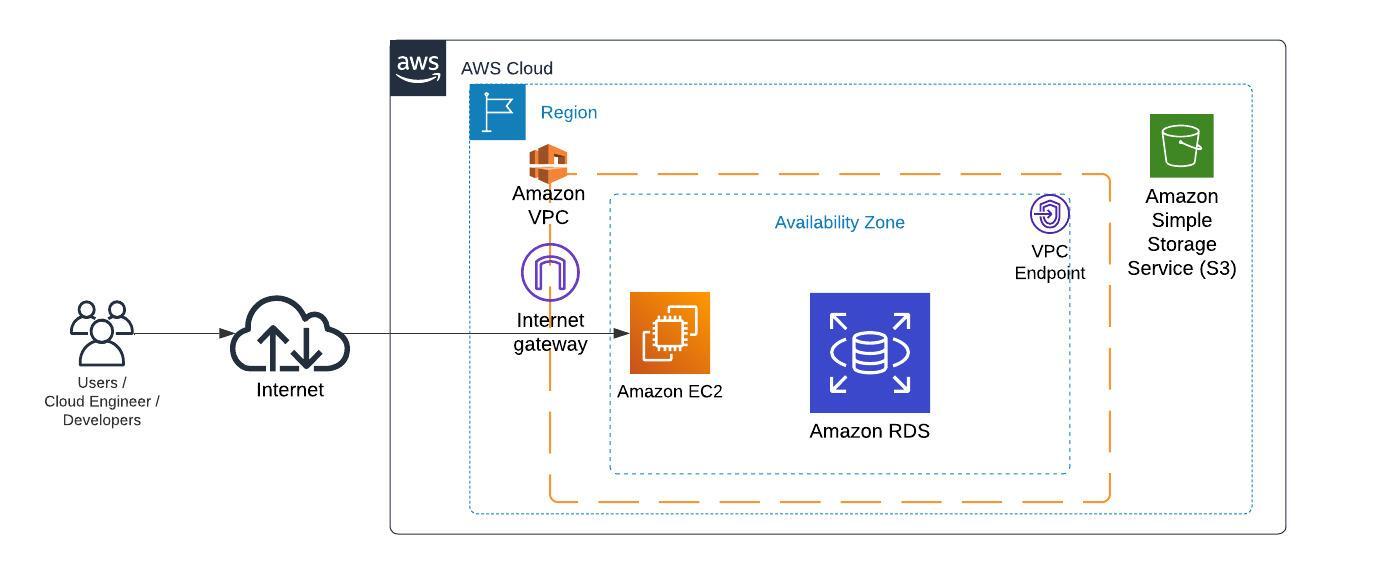 aws
AWS Cloud
Region
Amazon
VPC
Availability Zone
VPC
Endpoint
Amazon
Simple
Storage
Service (S3)
Internet
gateway
Users /
Cloud Engineer /
Developers
Internet
Amazon EC2
Amazon RDS